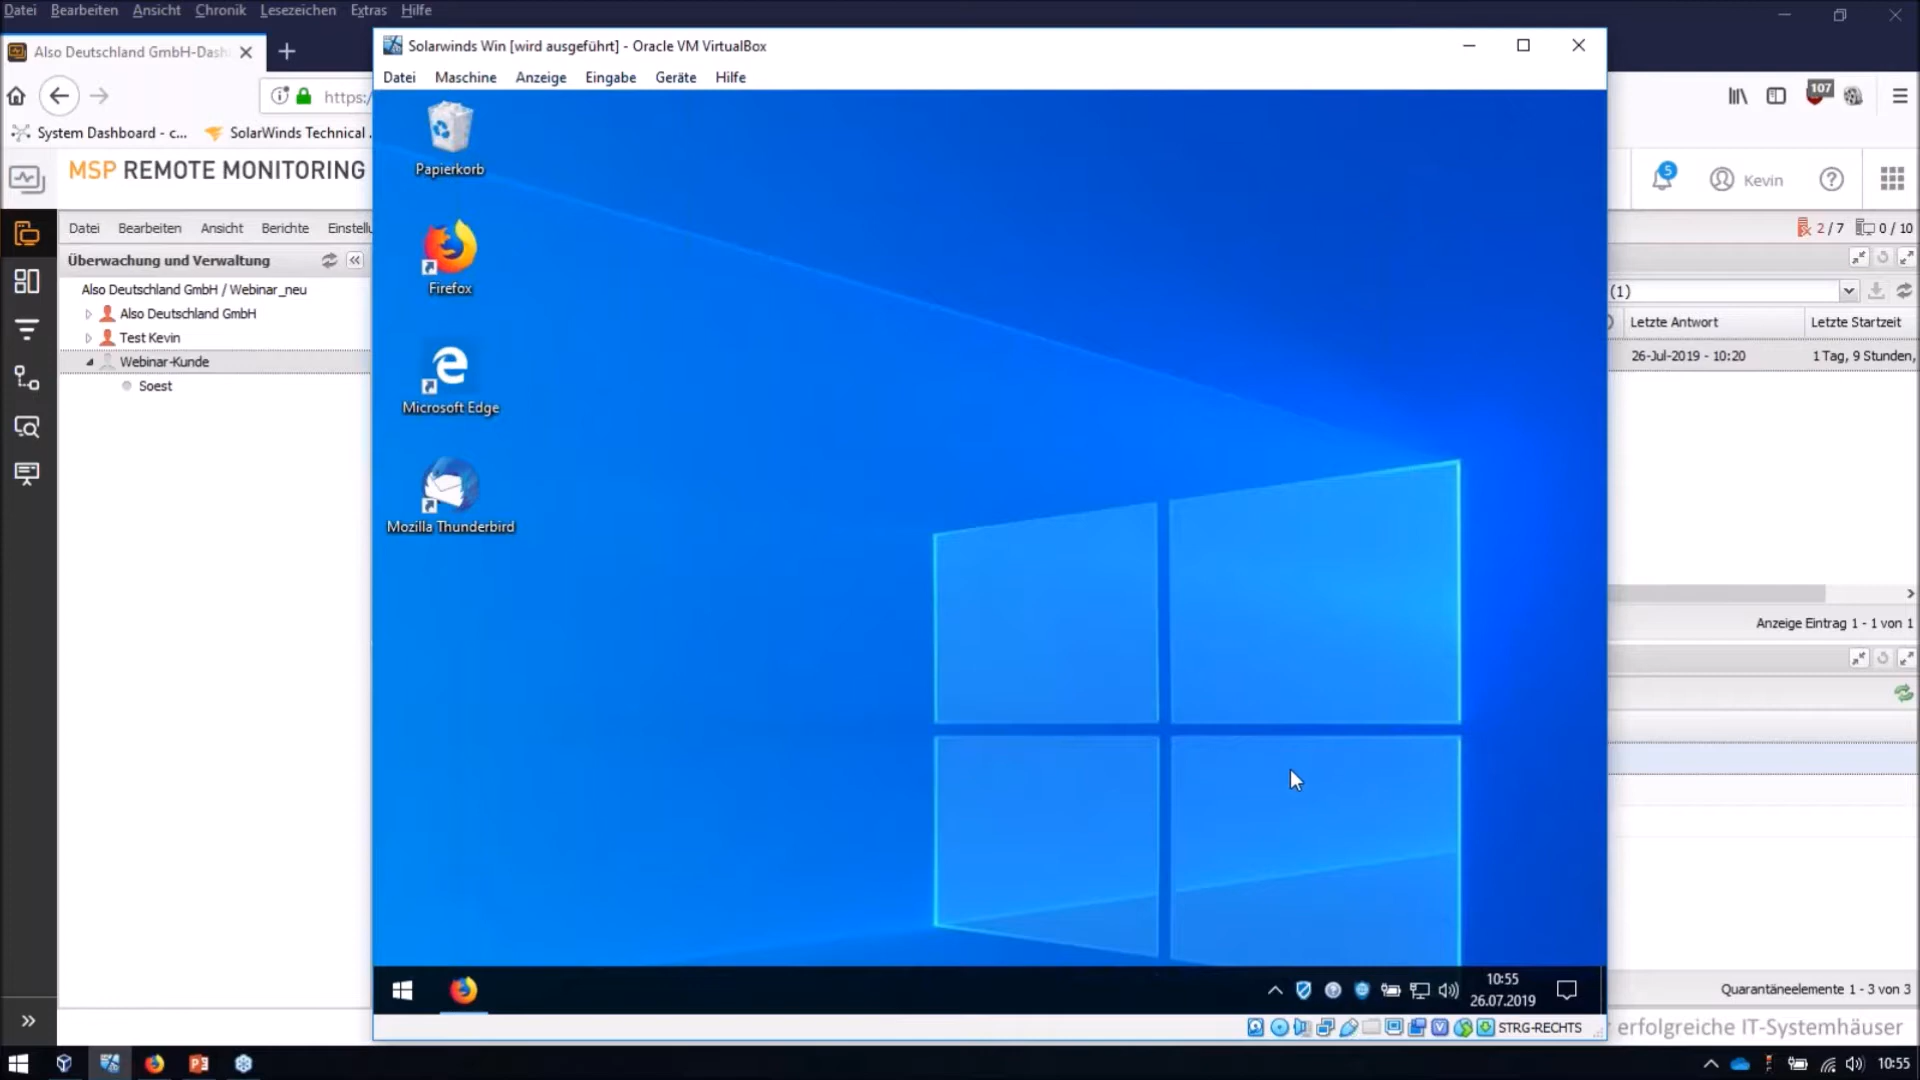 Datei Bearbeiten Ansicht Chronik Lesezeichen Extras Hilfe
Also Deutschland GmbH-Dash
https:/
107
System Dashboard - c...
SolarWinds Technical
MSP REMOTE MONITORING
5
Kevin
Datei Bearbeiten Ansicht Berichte Einstellu
2 / 7
0 / 10
Überwachung und Verwaltung
Also Deutschland GmbH / Webinar_neu
Also Deutschland GmbH
Test Kevin
Webinar-Kunde
Soest
(1)
Letzte Antwort
Letzte Startzeit
26-Jul-2019 - 10:20
1 Tag, 9 Stunden,
Anzeige Eintrag 1 - 1 von 1
Quarantäneelemente 1 - 3 von 3
erfolgreiche IT-Systemhäuser
Solarwinds Win [wird ausgeführt] - Oracle VM VirtualBox
Datei Maschine Anzeige Eingabe Geräte Hilfe
Papierkorb
Firefox
Microsoft Edge
Mozilla Thunderbird
10:55
26.07.2019
STRG-RECHTS
10:55